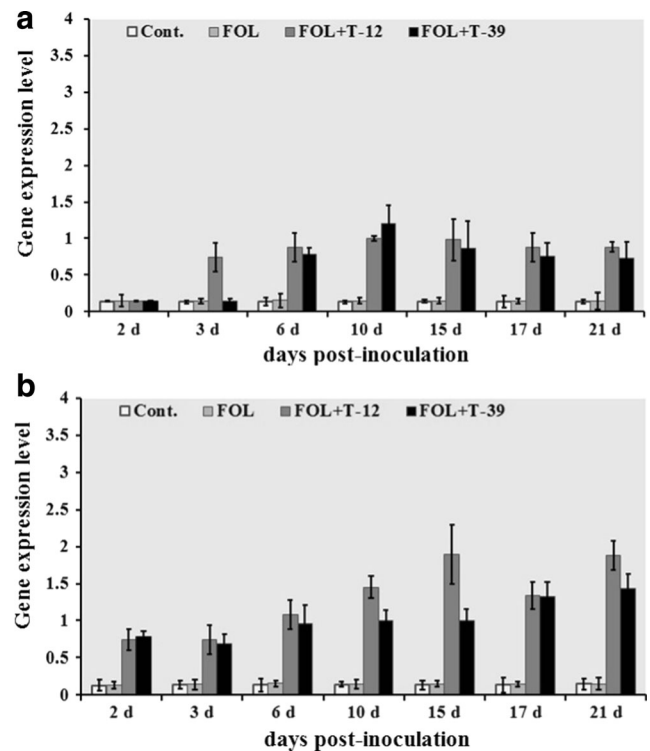 a
Cont. FOL FOL+T-12 FOL+T-39
Gene expression level
4
3.5
3
2.5
2
1.5
1
0.5
0
2 d 3 d 6 d 10 d 15 d 17 d 21 d
days post-inoculation
b
Cont. FOL FOL+T-12 FOL+T-39
Gene expression level
4
3.5
3
2.5
2
1.5
1
0.5
0
2 d 3 d 6 d 10 d 15 d 17 d 21 d
days post-inoculation